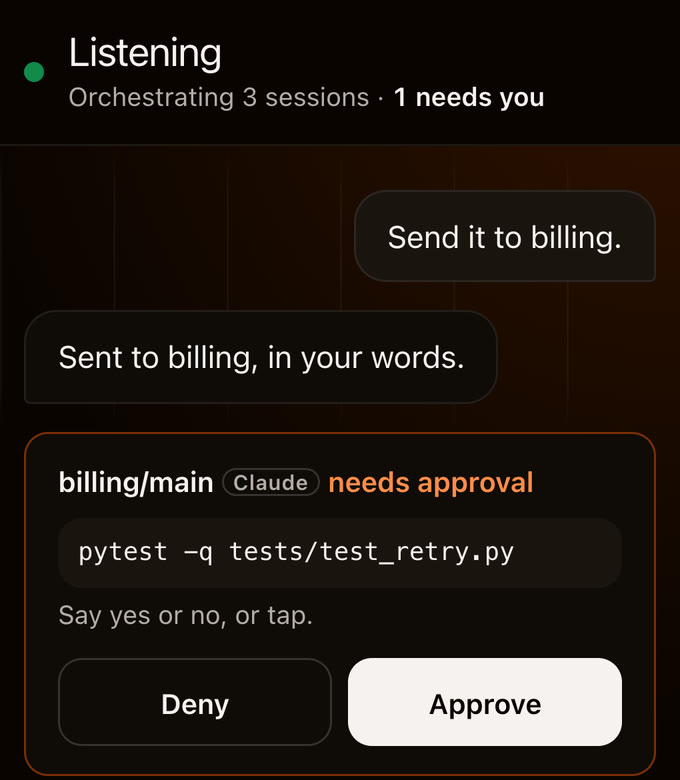 Listening
Orchestrating 3 sessions · 1 needs you
Send it to billing.
Sent to billing, in your words.
billing/main Claude needs approval
pytest -q tests/test_retry.py
Say yes or no, or tap.
Deny
Approve